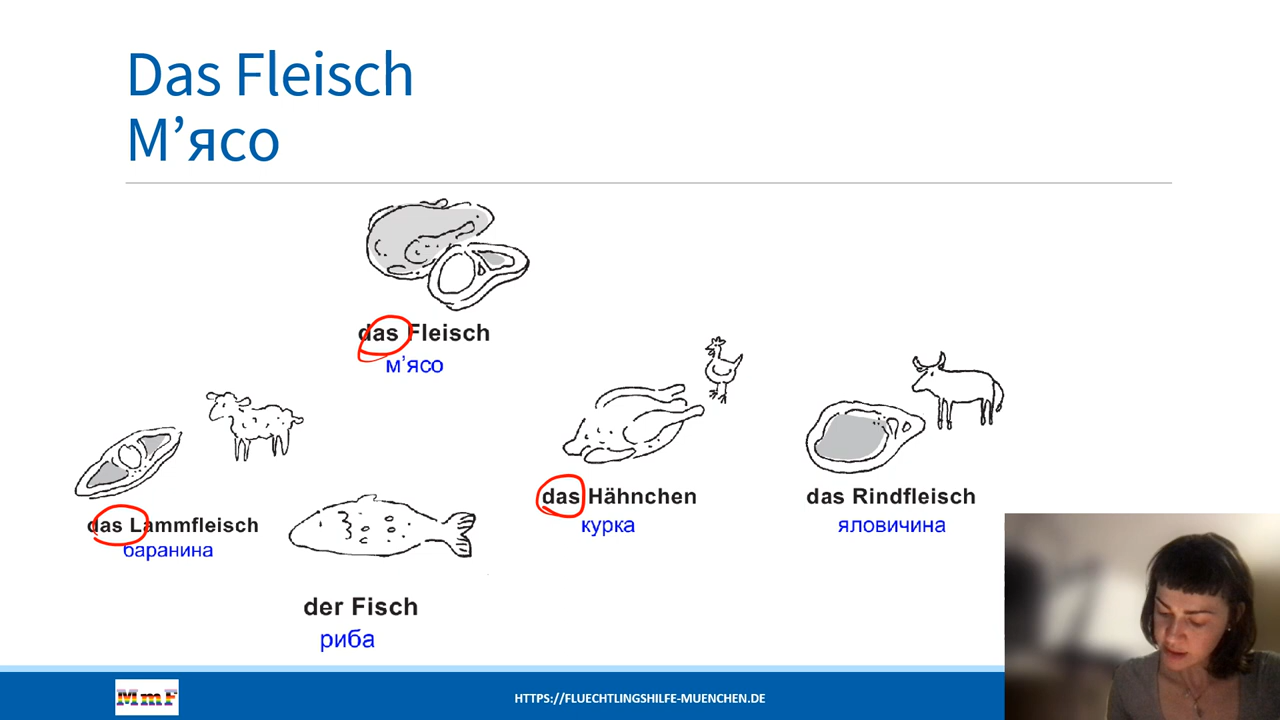 Das Fleisch
М’ясо
das Fleisch
м’ясо
das Lammfleisch
баранина
der Fisch
риба
das Hähnchen
курка
das Rindfleisch
яловичина
MmF
HTTPS://FLUECHTLINGSHILFE-MUENCHEN.DE